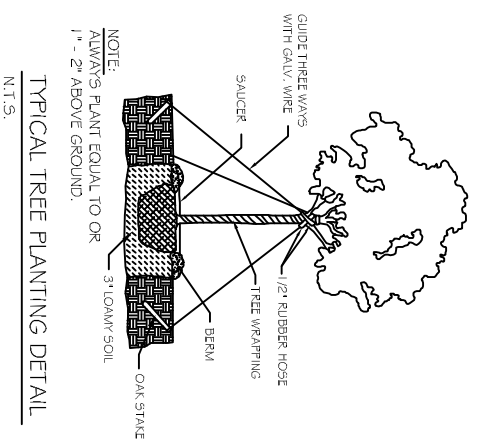 GUIDE THREE WAYS
WITH GALV. WIRE
SAUCER
1/2" RUBBER HOSE
TREE WRAPPING
BERM
3" LOAMY SOIL
OAK STAKE
NOTE:
ALWAYS PLANT EQUAL TO OR
1" - 2" ABOVE GROUND.
TYPICAL TREE PLANTING DETAIL
N.T.S.